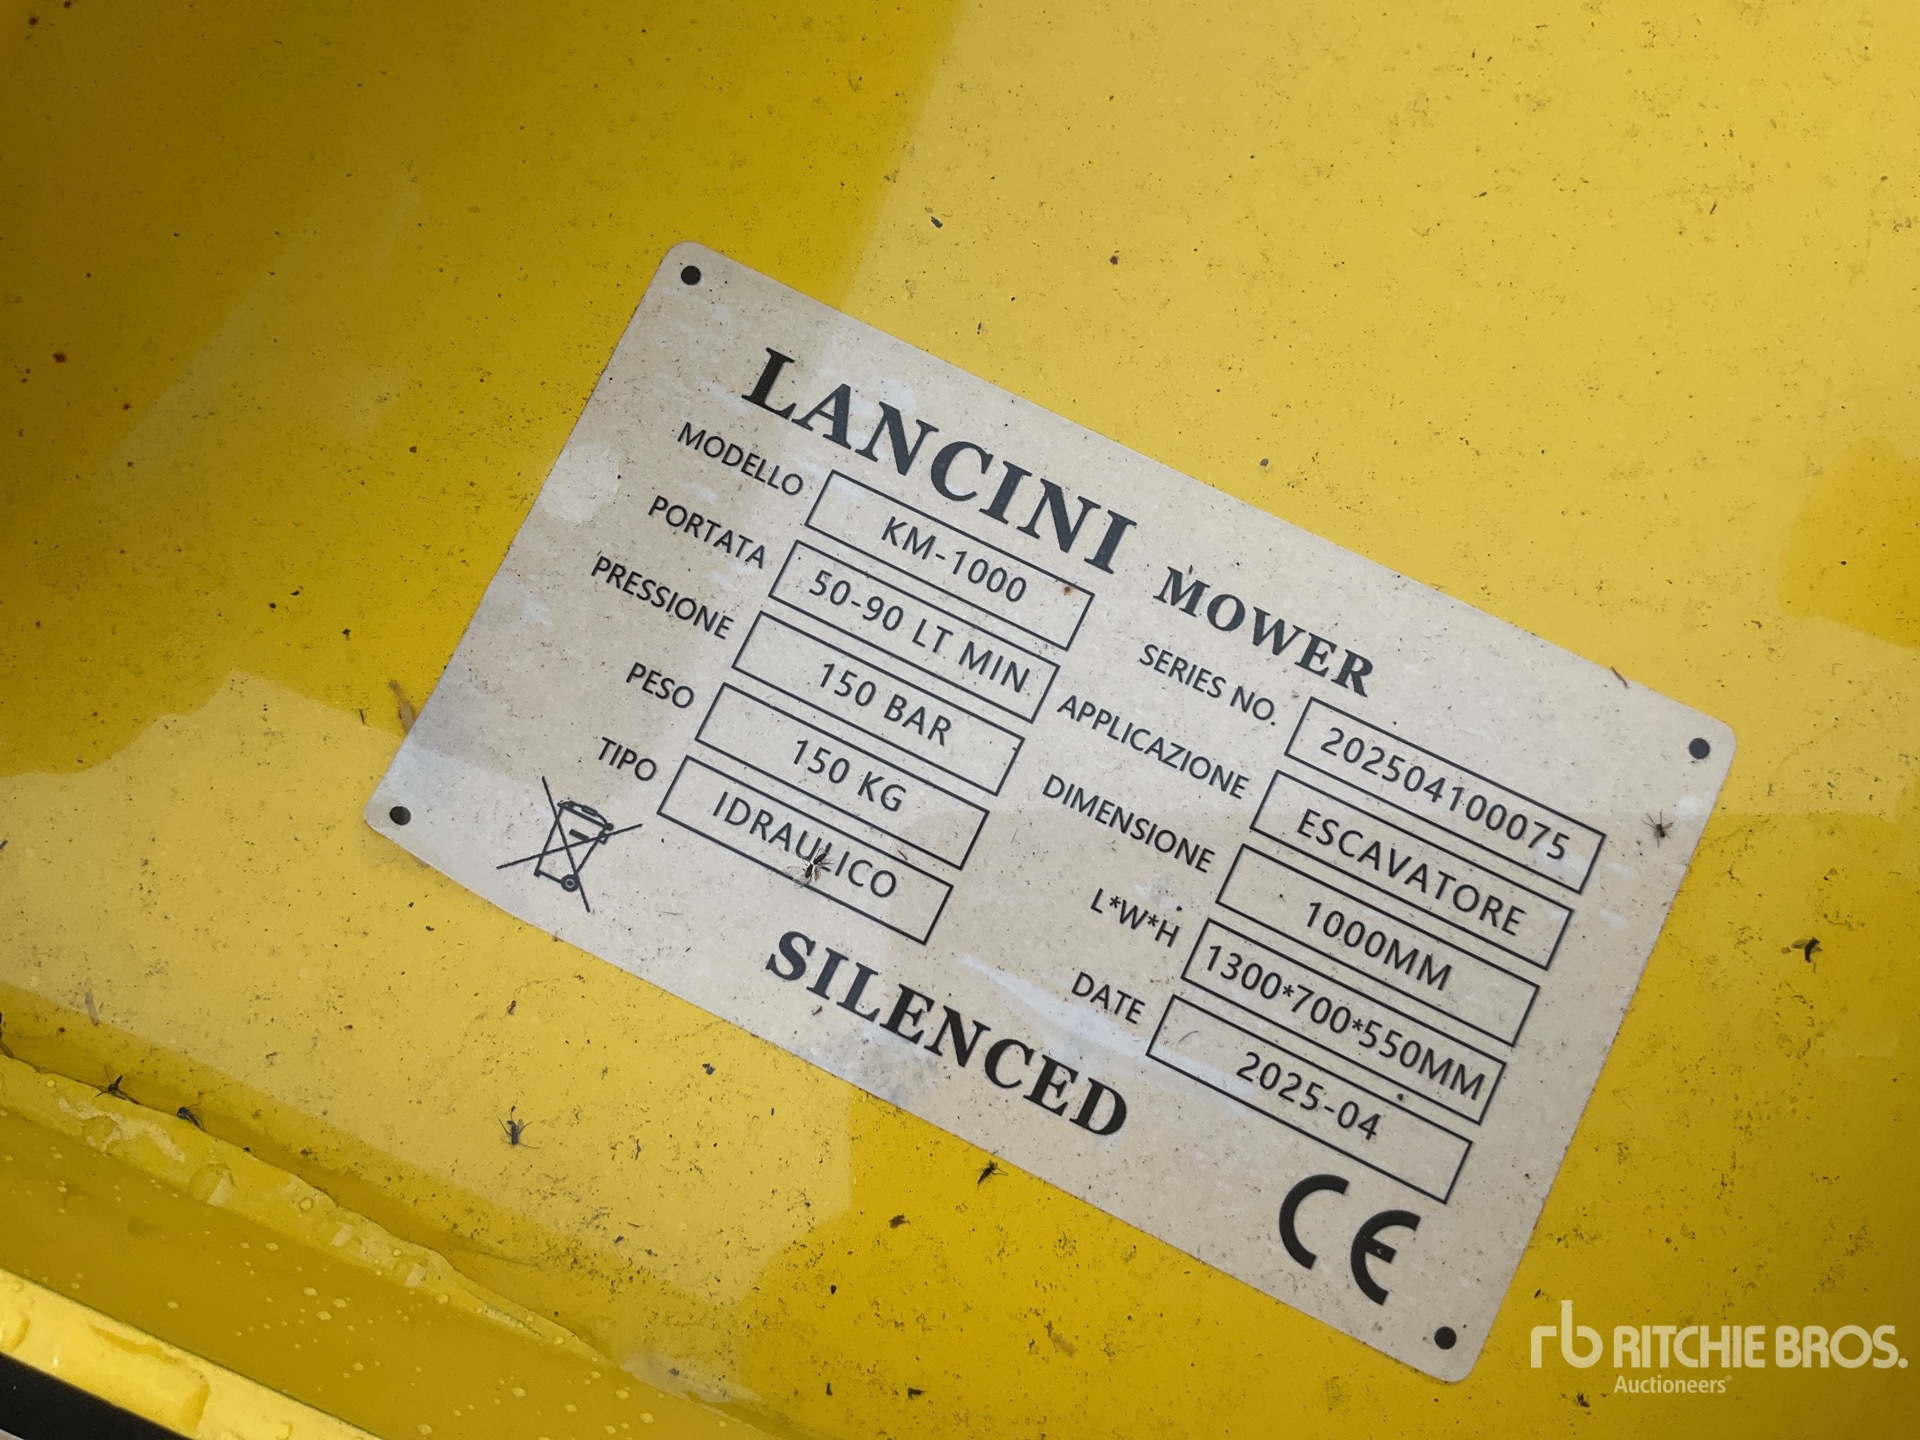 LANCINI MOWER
MODELLO KM-1000
PORTATA 50-90 LT MIN
PRESSIONE 150 BAR
PESO 150 KG
TIPO IDRAULICO
SERIES NO. 202504100075
APPLICAZIONE ESCAVATORE
DIMENSIONE 1000MM
L*W*H 1300*700*550MM
DATE 2025-04
SILENCED
CE
rb RITCHIE BROS.
Auctioneers